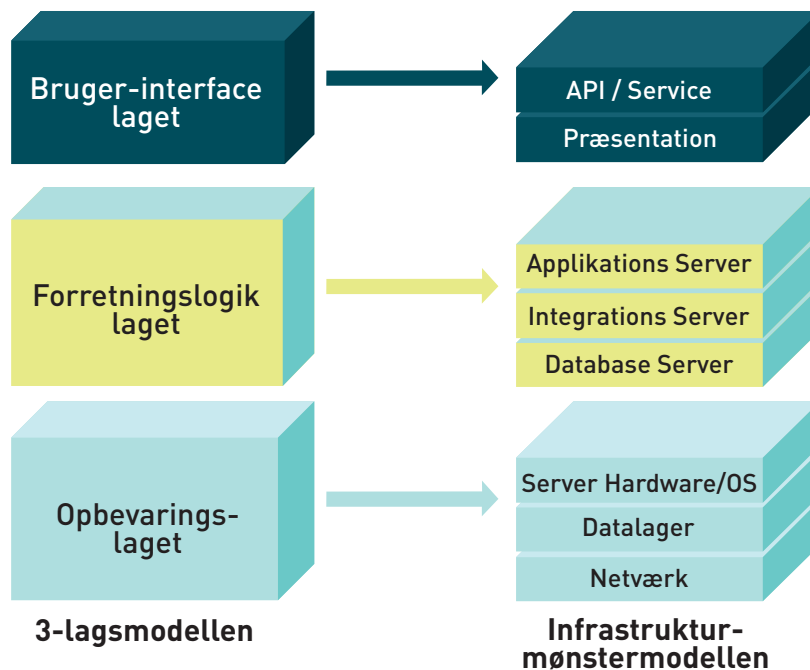 Bruger-interface
laget
API / Service
Præsentation
Forretningslogik
laget
Applikations Server
Integrations Server
Database Server
Opbevarings-
laget
Server Hardware/OS
Datalager
Netværk
3-lagsmodellen
Infrastruktur-
mønstermodellen